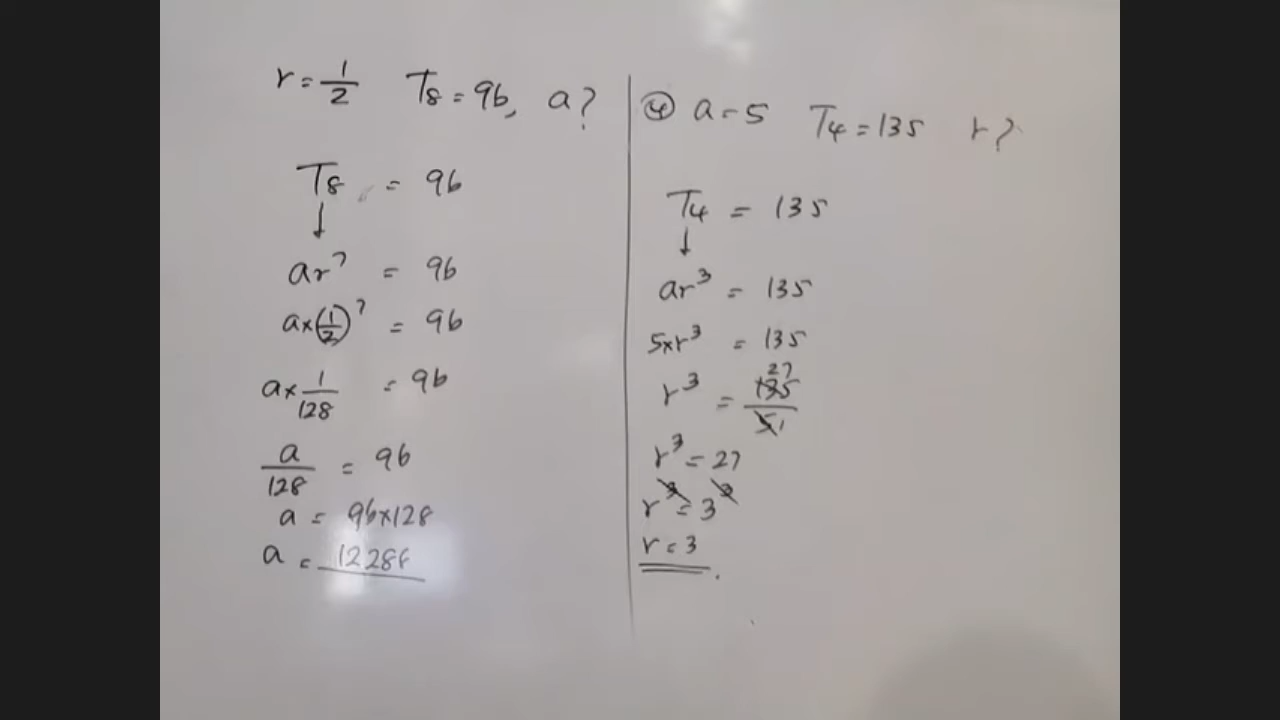 r = 1/2 T8 = 96, a?
T8 = 96
↓
ar⁷ = 96
a×(1/2)⁷ = 96
a× 1/128 = 96
a/128 = 96
a = 96×128
a = 12288
④ a = 5 T4 = 135 r?
T4 = 135
↓
ar³ = 135
5×r³ = 135
27
r³ = 135/5 1
r³ = 27
r³ = 3³
r = 3